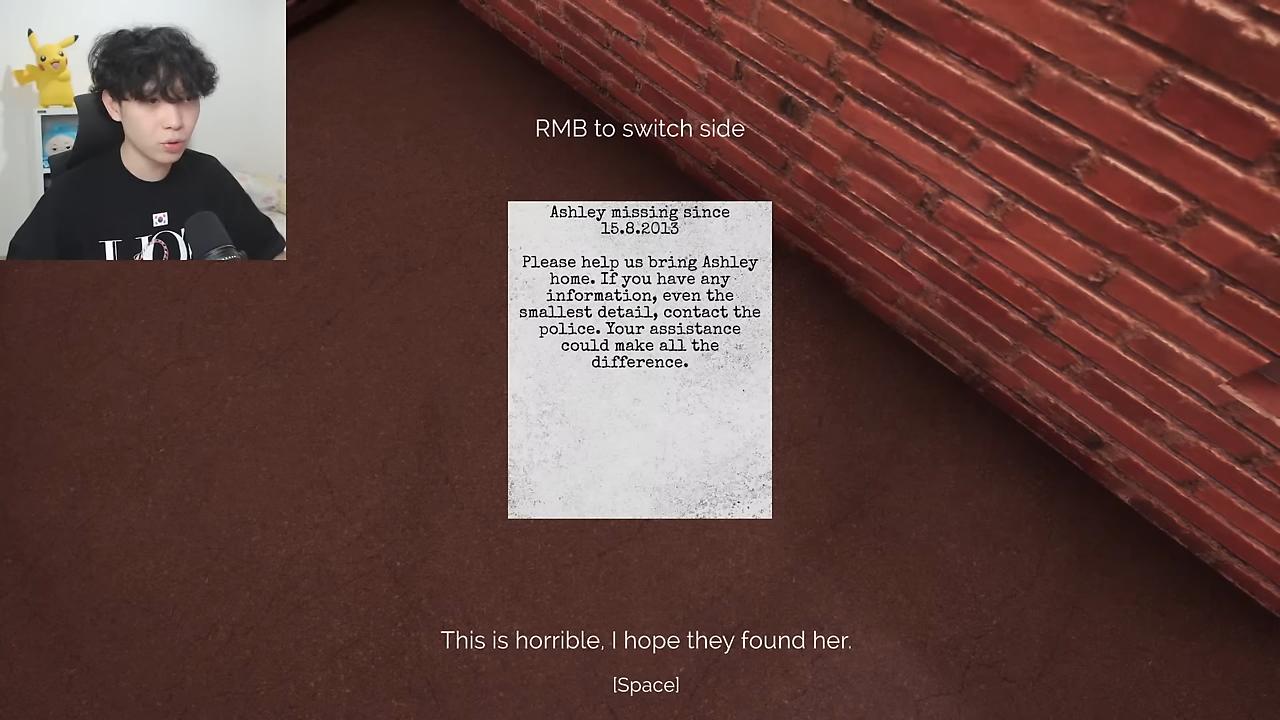 RMB to switch side
Ashley missing since
15.8.2013
Please help us bring Ashley
home. If you have any
information, even the
smallest detail, contact the
police. Your assistance
could make all the
difference.
This is horrible, I hope they found her.
[Space]